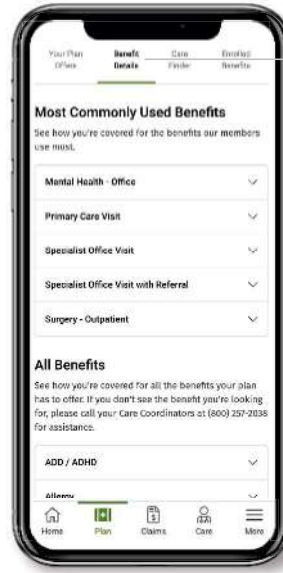 Your Plan Offers
Benefit Details
Care Finder
Enrolled Benefits
Most Commonly Used Benefits
See how you're covered for the benefits our members
use most.
Mental Health - Office
Primary Care Visit
Specialist Office Visit
Specialist Office Visit with Referral
Surgery - Outpatient
All Benefits
See how you're covered for all the benefits your plan
has to offer. If you don't see the benefit you're looking
for, please call your Care Coordinators at (800) 257-2038
for assistance.
ADD / ADHD
Allergy
Home
Plan
Claims
Care
More